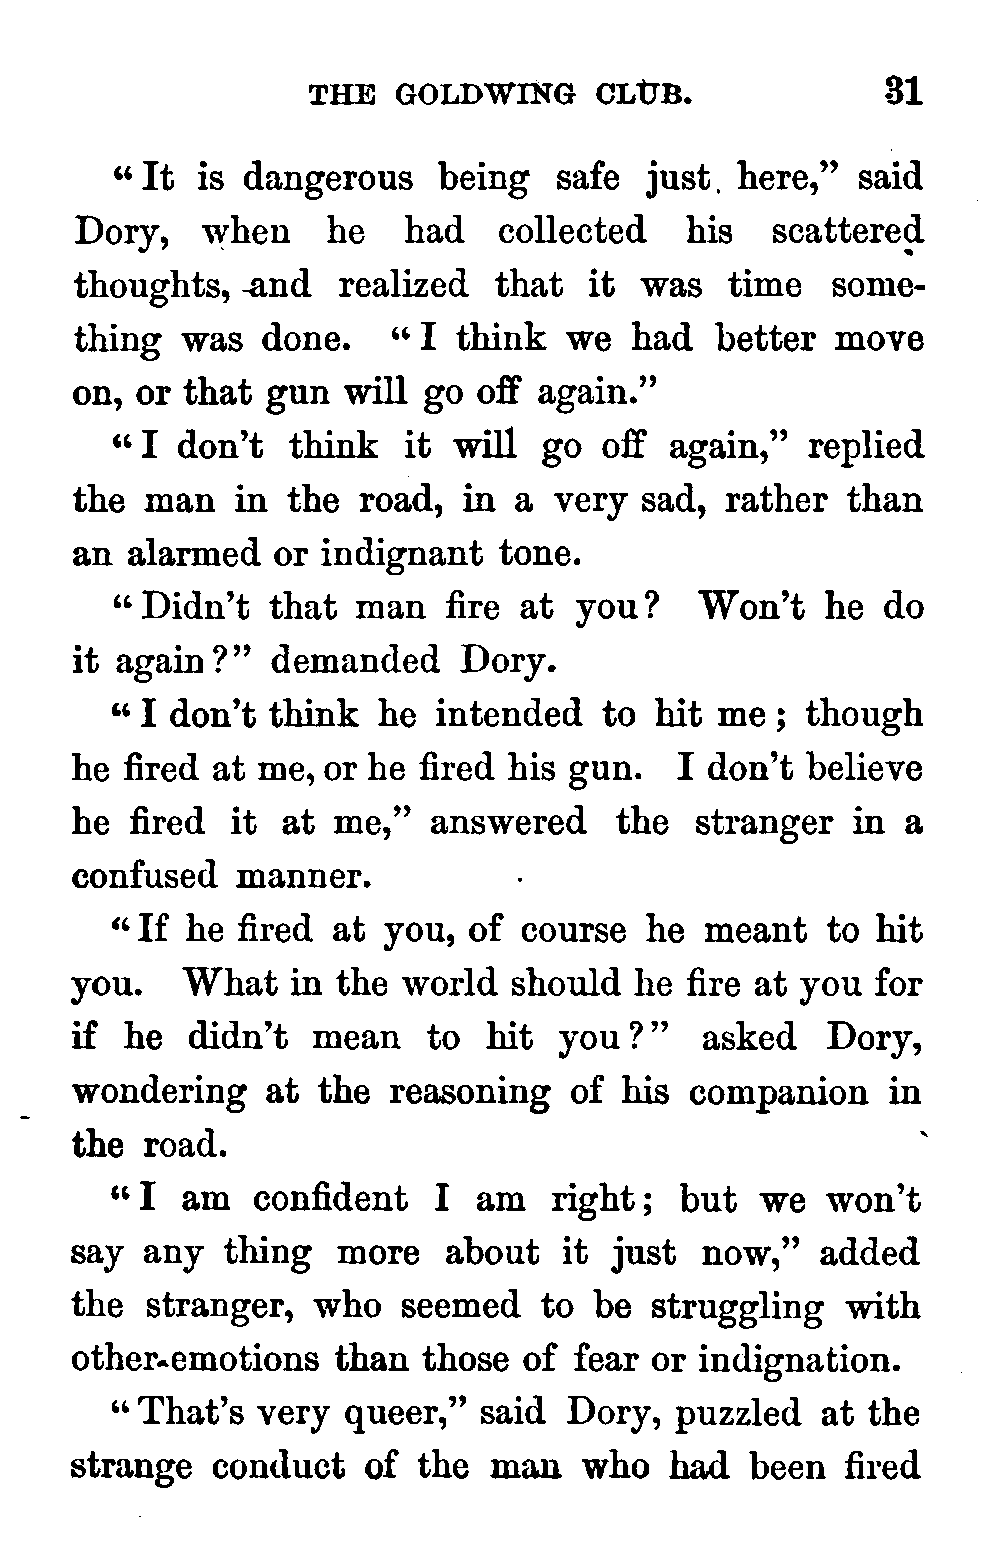 THE GOLDWING CLUB. 31
“It is dangerous being safe just here,” said
Dory, when he had collected his scattered
thoughts, and realized that it was time some-
thing was done. “I think we had better move
on, or that gun will go off again.”
“I don’t think it will go off again,” replied
the man in the road, in a very sad, rather than
an alarmed or indignant tone.
“Didn’t that man fire at you? Won’t he do
it again?” demanded Dory.
“I don’t think he intended to hit me; though
he fired at me, or he fired his gun. I don’t believe
he fired it at me,” answered the stranger in a
confused manner.
“If he fired at you, of course he meant to hit
you. What in the world should he fire at you for
if he didn’t mean to hit you?” asked Dory,
wondering at the reasoning of his companion in
the road.
“I am confident I am right; but we won’t
say any thing more about it just now,” added
the stranger, who seemed to be struggling with
other emotions than those of fear or indignation.
“That’s very queer,” said Dory, puzzled at the
strange conduct of the man who had been fired